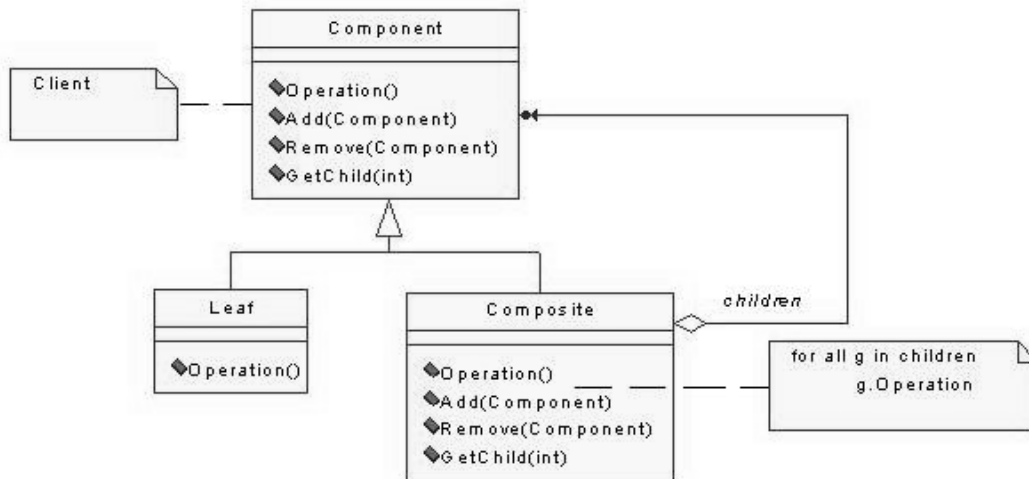 Component
Client
Operation()
Add(Component)
Remove(Component)
GetChild(int)
Leaf
Operation()
Composite
children
Operation()
Add(Component)
Remove(Component)
GetChild(int)
for all g in children
g.Operation